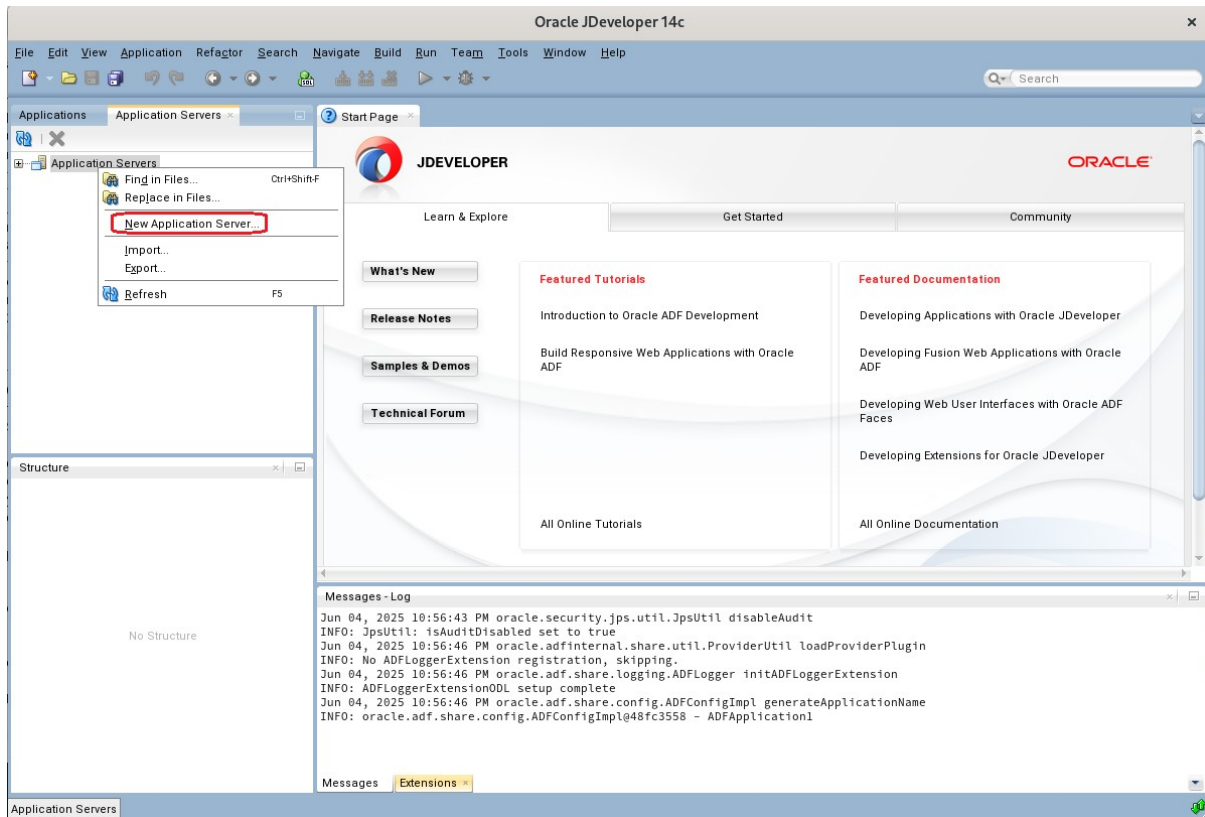 Oracle JDeveloper 14c
File Edit View Application Refactor Search Navigate Build Run Team Tools Window Help
Search
Applications
Application Servers
Application Servers
Find in Files... Ctrl+Shift-F
Replace in Files...
New Application Server...
Import...
Export...
Refresh F5
Start Page
JDEVELOPER
ORACLE
Learn & Explore
Get Started
Community
What's New
Release Notes
Samples & Demos
Technical Forum
Featured Tutorials
Introduction to Oracle ADF Development
Build Responsive Web Applications with Oracle
ADF
All Online Tutorials
Featured Documentation
Developing Applications with Oracle JDeveloper
Developing Fusion Web Applications with Oracle
ADF
Developing Web User Interfaces with Oracle ADF
Faces
Developing Extensions for Oracle JDeveloper
All Online Documentation
Structure
No Structure
Messages - Log
Jun 04, 2025 10:56:43 PM oracle.security.jps.util.JpsUtil disableAudit
INFO: JpsUtil: isAuditDisabled set to true
Jun 04, 2025 10:56:46 PM oracle.adfinternal.share.util.ProviderUtil loadProviderPlugin
INFO: No ADFLoggerExtension registration, skipping.
Jun 04, 2025 10:56:46 PM oracle.adf.share.logging.ADFLogger initADFLoggerExtension
INFO: ADFLoggerExtensionODL setup complete
Jun 04, 2025 10:56:46 PM oracle.adf.share.config.ADFConfigImpl generateApplicationName
INFO: oracle.adf.share.config.ADFConfigImpl@48fc3558 - ADFApplication1
Messages
Extensions
Application Servers